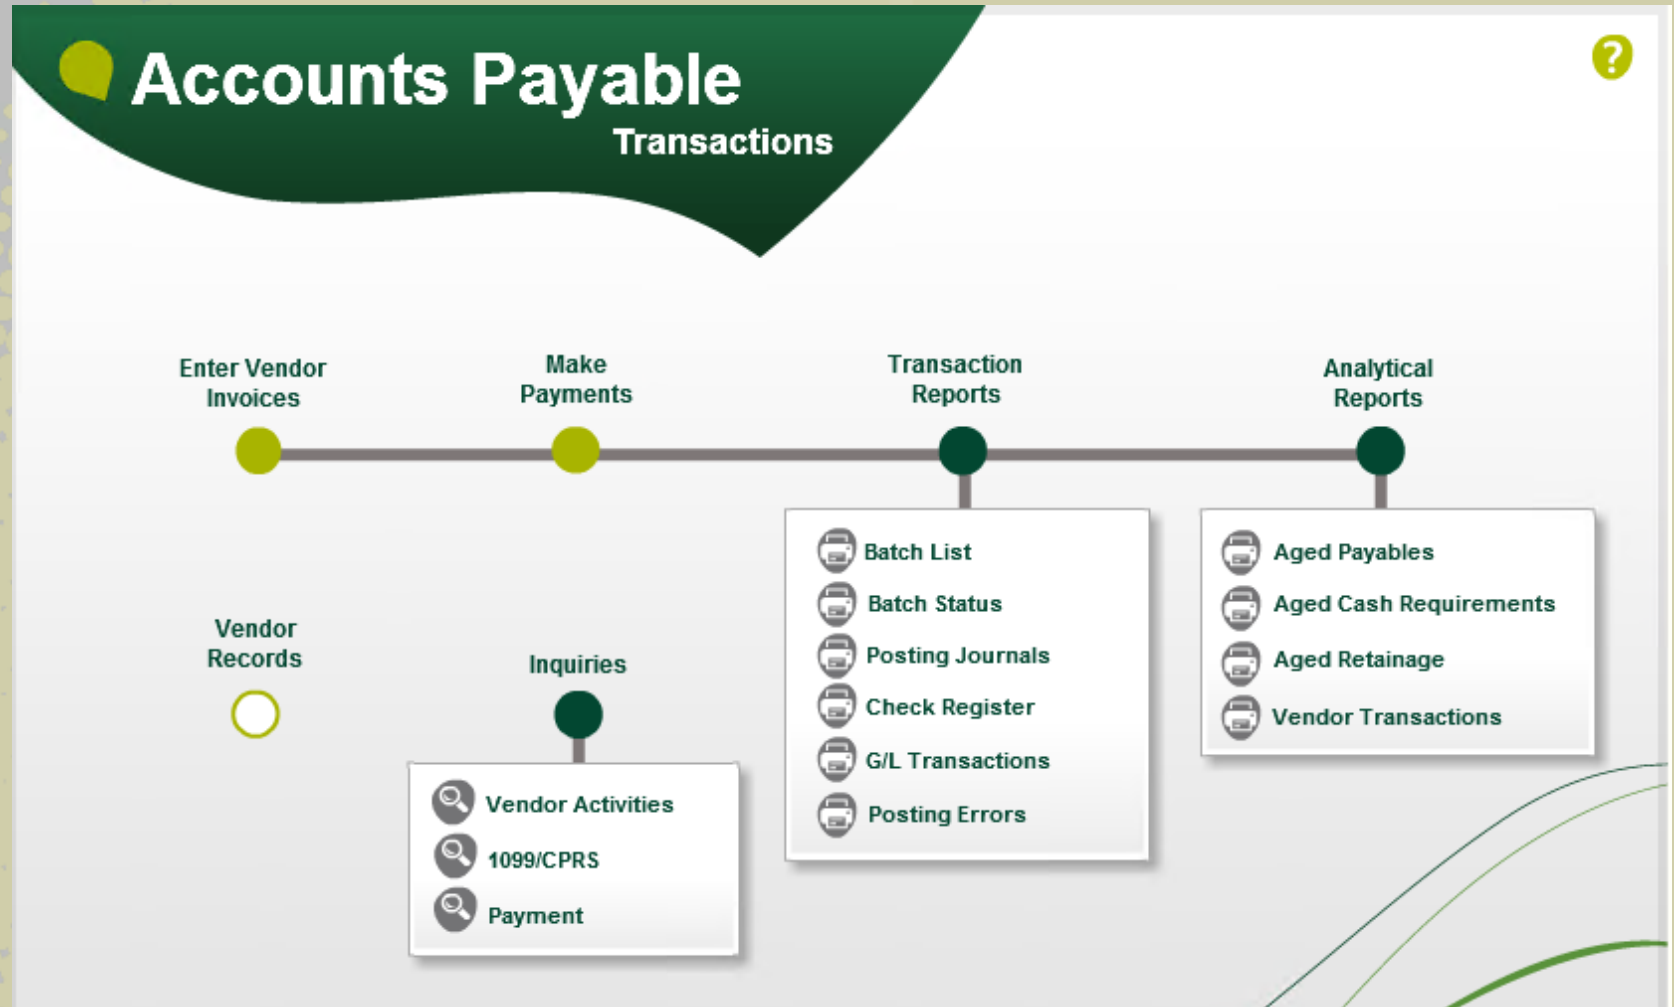 Accounts Payable
Transactions
?
Enter Vendor
Invoices
Make
Payments
Transaction
Reports
Analytical
Reports
Batch List
Batch Status
Posting Journals
Check Register
G/L Transactions
Posting Errors
Aged Payables
Aged Cash Requirements
Aged Retainage
Vendor Transactions
Vendor
Records
Inquiries
Vendor Activities
1099/CPRS
Payment